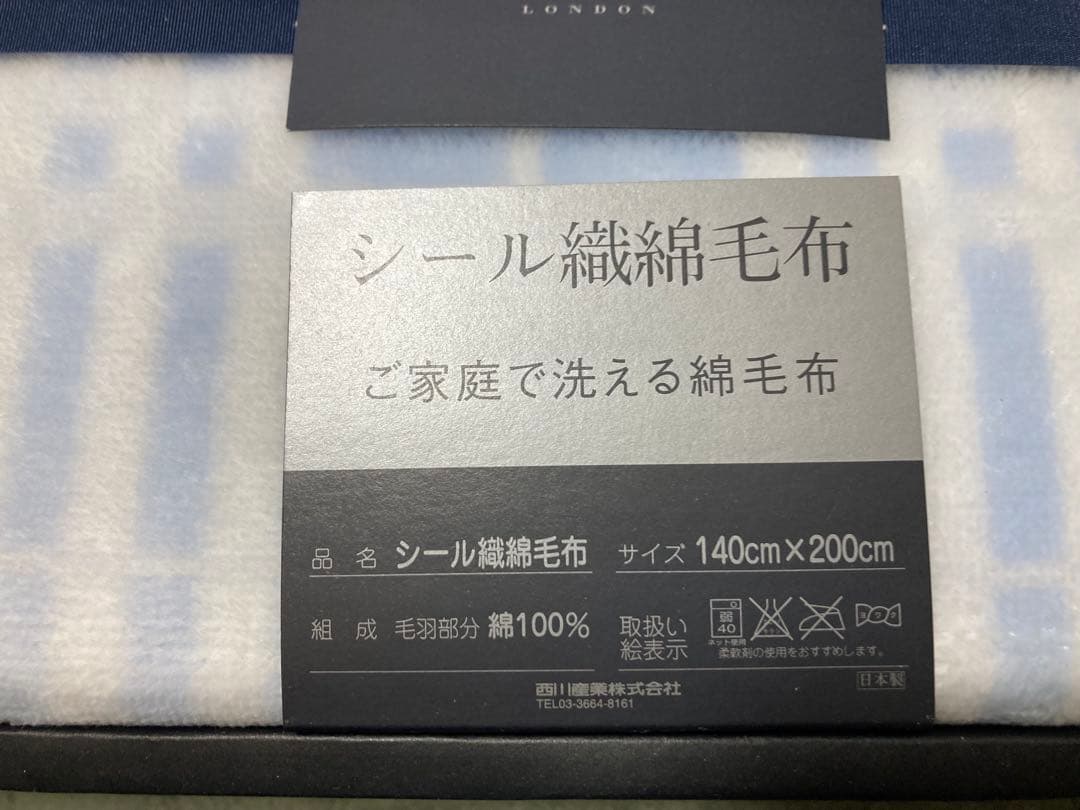 LONDON
シール織綿毛布
ご家庭で洗える綿毛布
品名 シール織綿毛布 サイズ 140cm×200cm
組成 毛羽部分 綿100% 取扱い絵表示
弱 40
ネット使用
ヨワク
柔軟剤の使用をおすすめします。
西川産業株式会社
TEL03-3664-8161
日本製